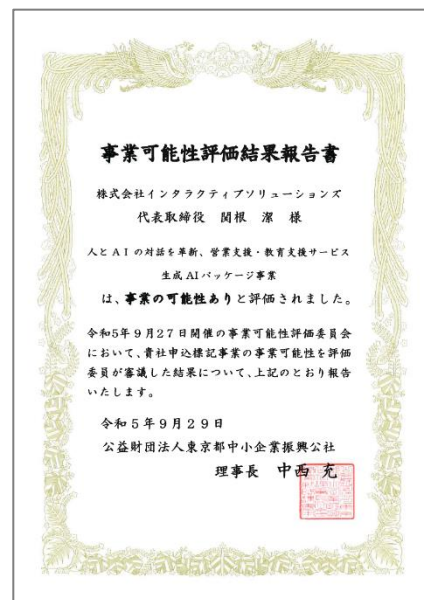 事業可能性評価結果報告書
株式会社インタラクティブソリューションズ
代表取締役 関根 潔 様
人とAIの対話を革新、営業支援・教育支援サービス
生成AIパッケージ事業
は、事業の可能性ありと評価されました。
令和5年9月27日開催の事業可能性評価委員会
において、貴社申込標記事業の事業可能性を評価
委員が審議した結果について、上記のとおり報告
いたします。
令和5年9月29日
公益財団法人東京都中小企業振興公社
理事長 中西 充